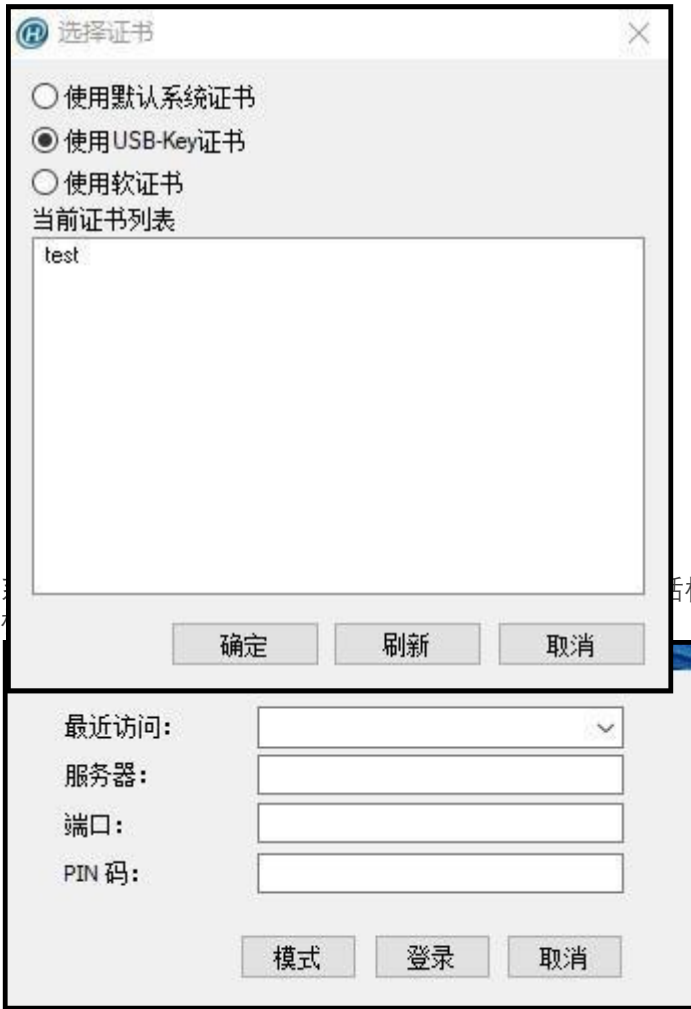 选择证书
使用默认系统证书
使用USB-Key证书
使用软证书
当前证书列表
test
确定 刷新 取消
最近访问：
服务器：
端口：
PIN 码：
模式 登录 取消